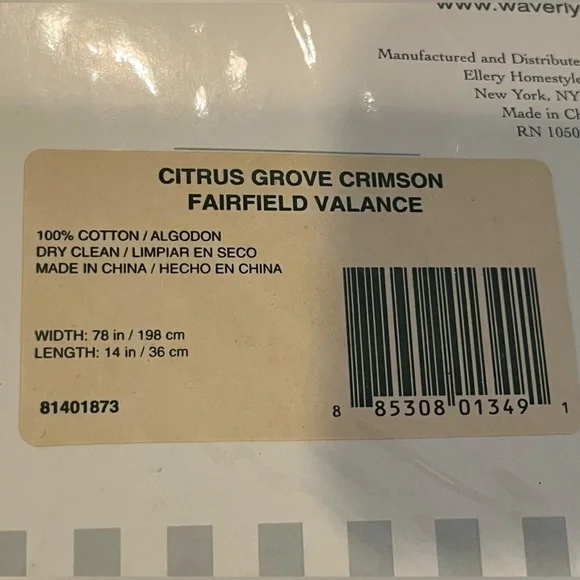 www.waverly
Manufactured and Distribute
Ellery Homestyle
New York, NY
Made in Ch
RN 1050
CITRUS GROVE CRIMSON
FAIRFIELD VALANCE
100% COTTON / ALGODON
DRY CLEAN / LIMPIAR EN SECO
MADE IN CHINA / HECHO EN CHINA
WIDTH: 78 in / 198 cm
LENGTH: 14 in / 36 cm
81401873
8 85308 01349 1